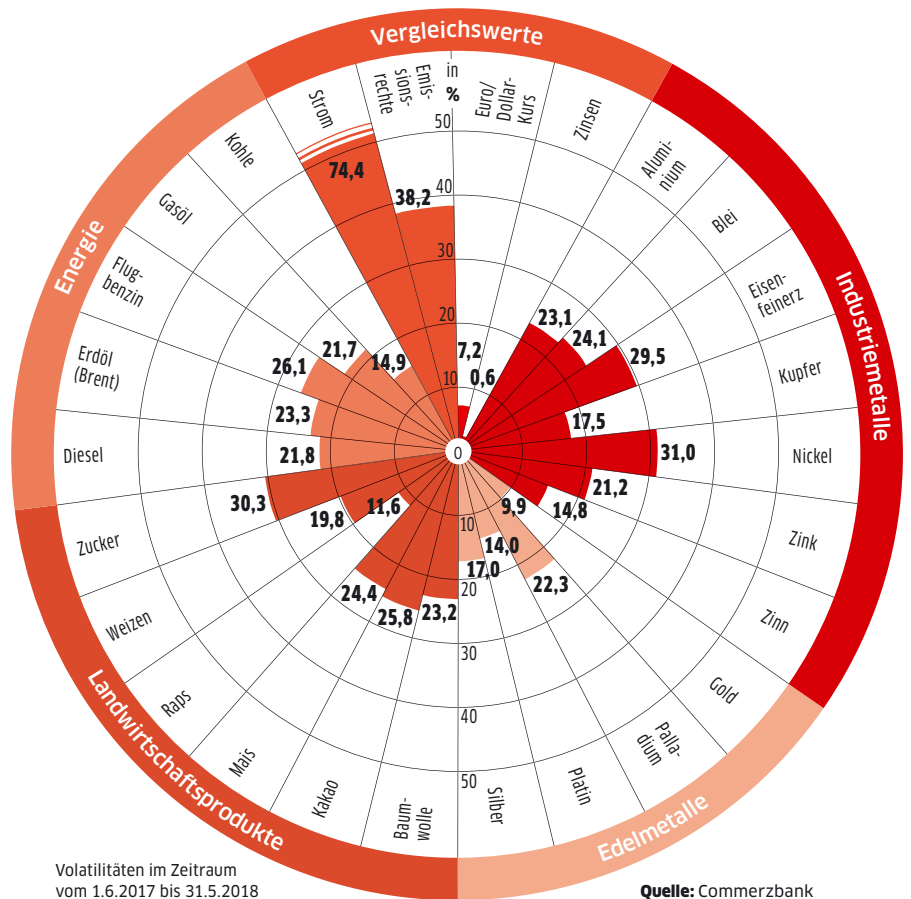 Vergleichswerte
in
%
50
40
30
20
10
0
10
20
30
40
50
Euro/
Dollar-
Kurs
7,2
Zinsen
0,6
Industriemetalle
Alumi-
nium
23,1
Blei
24,1
Eisen-
feinerz
29,5
Kupfer
17,5
Nickel
31,0
Zink
21,2
Zinn
14,8
Edelmetalle
Gold
9,9
Palla-
dium
22,3
Platin
14,0
Silber
17,0
Landwirtschaftsprodukte
Baum-
wolle
23,2
Kakao
25,8
Mais
24,4
Raps
11,6
Weizen
19,8
Zucker
30,3
Energie
Diesel
21,8
Erdöl
(Brent)
23,3
Flug-
benzin
26,1
Gasöl
21,7
Kohle
14,9
Strom
74,4
Emis-
sions-
rechte
38,2
Volatilitäten im Zeitraum
vom 1.6.2017 bis 31.5.2018
Quelle: Commerzbank